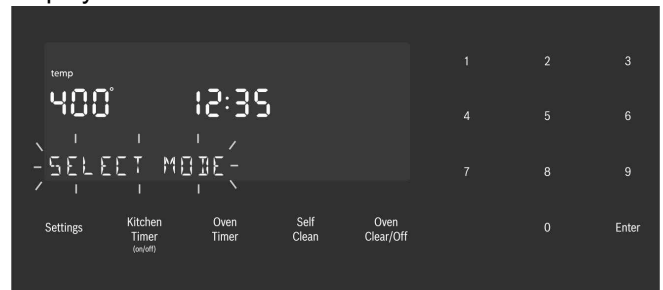 temp
400° 12:35
SELECT MODE
1 2 3
4 5 6
7 8 9
0 Enter
Settings
Kitchen
Timer
(on/off)
Oven
Timer
Self
Clean
Oven
Clear/Off